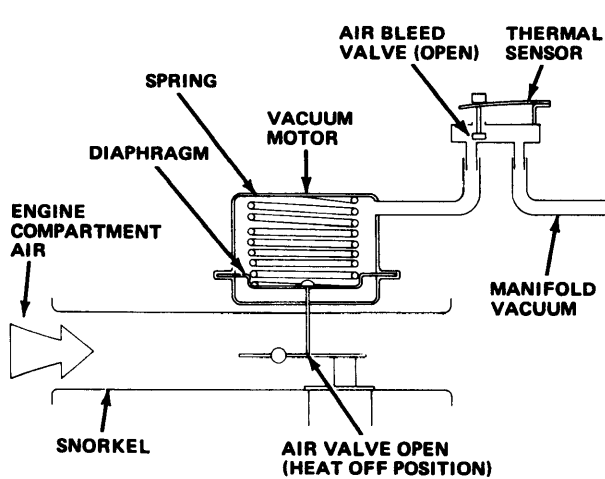 AIR BLEED
VALVE (OPEN)
THERMAL
SENSOR
SPRING
VACUUM
MOTOR
DIAPHRAGM
ENGINE
COMPARTMENT
AIR
MANIFOLD
VACUUM
SNORKEL
AIR VALVE OPEN
(HEAT OFF POSITION)